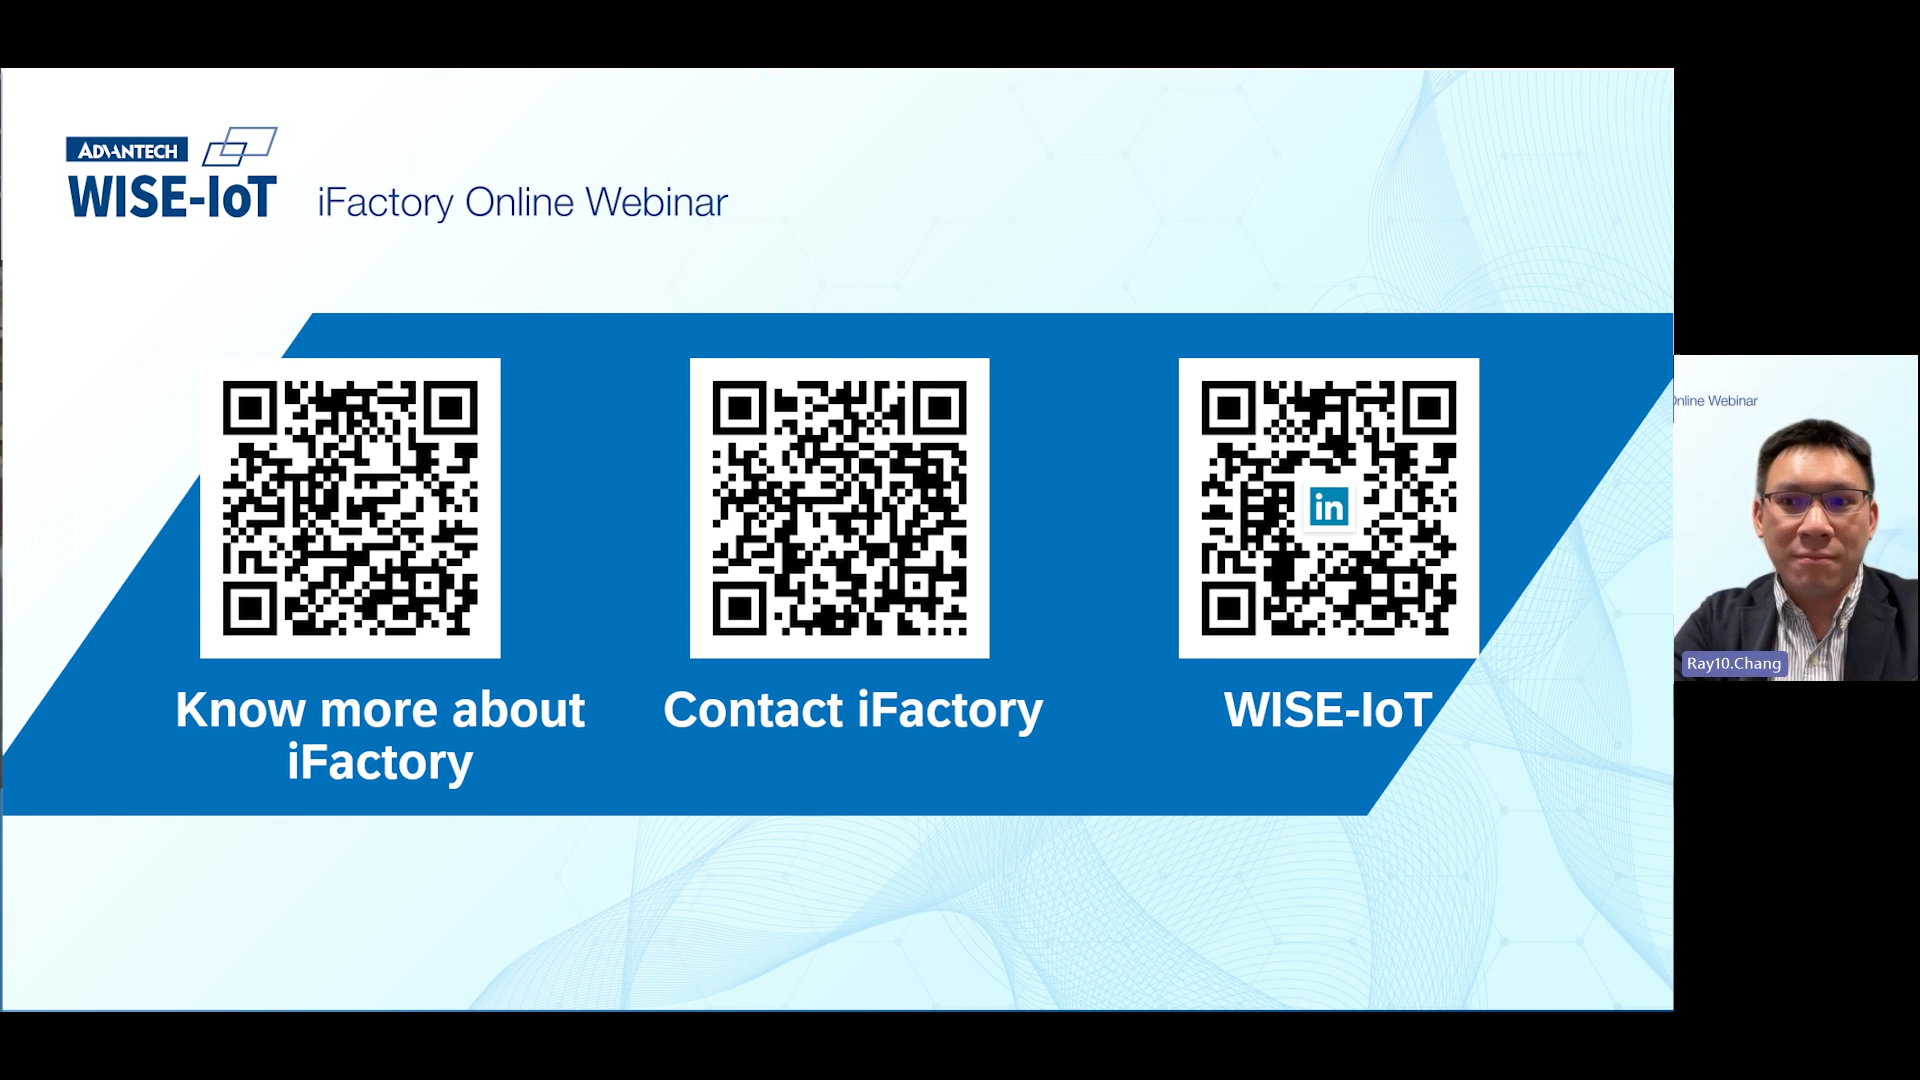 ADVANTECH
WISE-IoT
iFactory Online Webinar
in
Know more about
iFactory
Contact iFactory
WISE-IoT
Online Webinar
Ray10.Chang